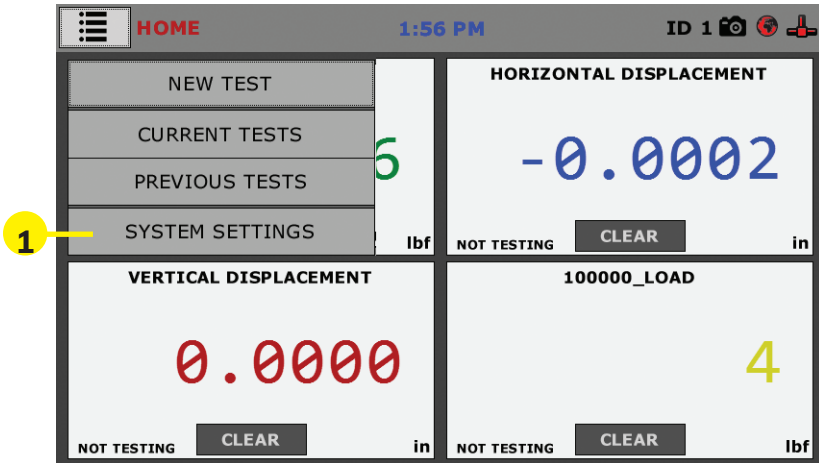 HOME 1:56 PM ID 1
NEW TEST
CURRENT TESTS
PREVIOUS TESTS
SYSTEM SETTINGS
1
6
lbf
HORIZONTAL DISPLACEMENT
-0.0002
NOT TESTING CLEAR in
VERTICAL DISPLACEMENT
0.0000
NOT TESTING CLEAR in
100000_LOAD
4
NOT TESTING CLEAR lbf